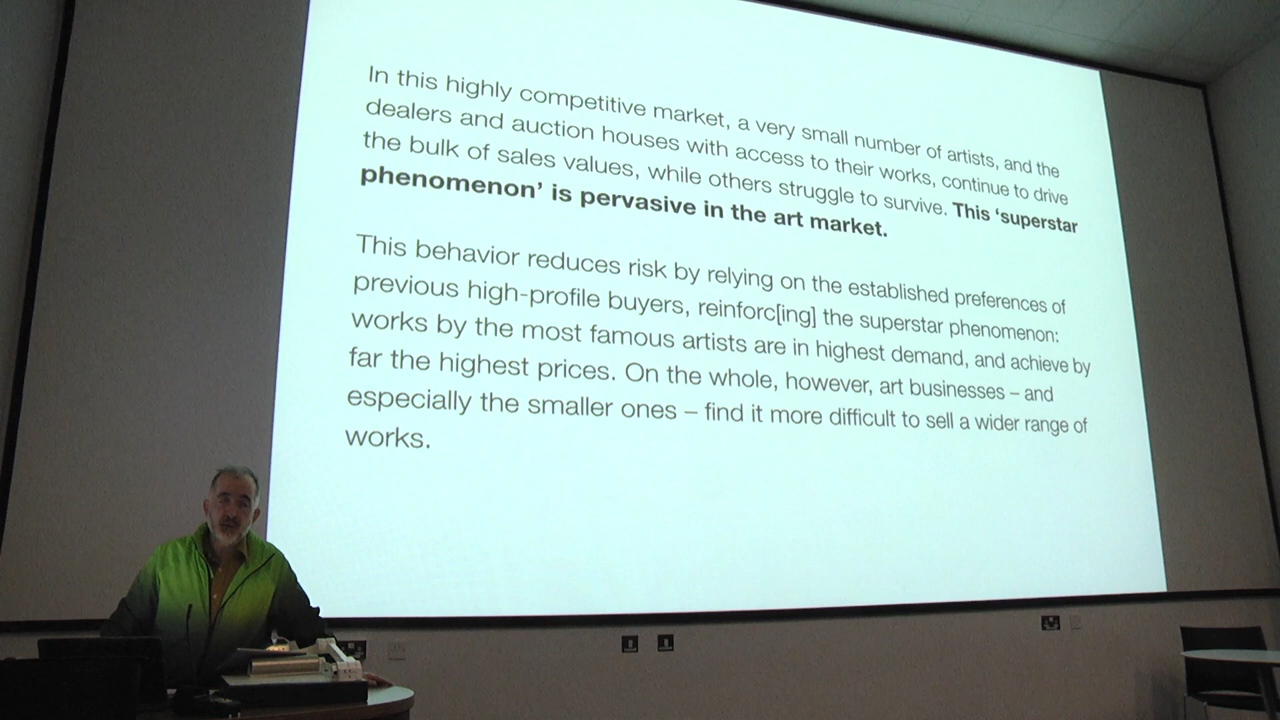 In this highly competitive market, a very small number of artists, and the
dealers and auction houses with access to their works, continue to drive
the bulk of sales values, while others struggle to survive. This ‘superstar
phenomenon’ is pervasive in the art market.
This behavior reduces risk by relying on the established preferences of
previous high-profile buyers, reinforc[ing] the superstar phenomenon:
works by the most famous artists are in highest demand, and achieve by
far the highest prices. On the whole, however, art businesses – and
especially the smaller ones – find it more difficult to sell a wider range of
works.